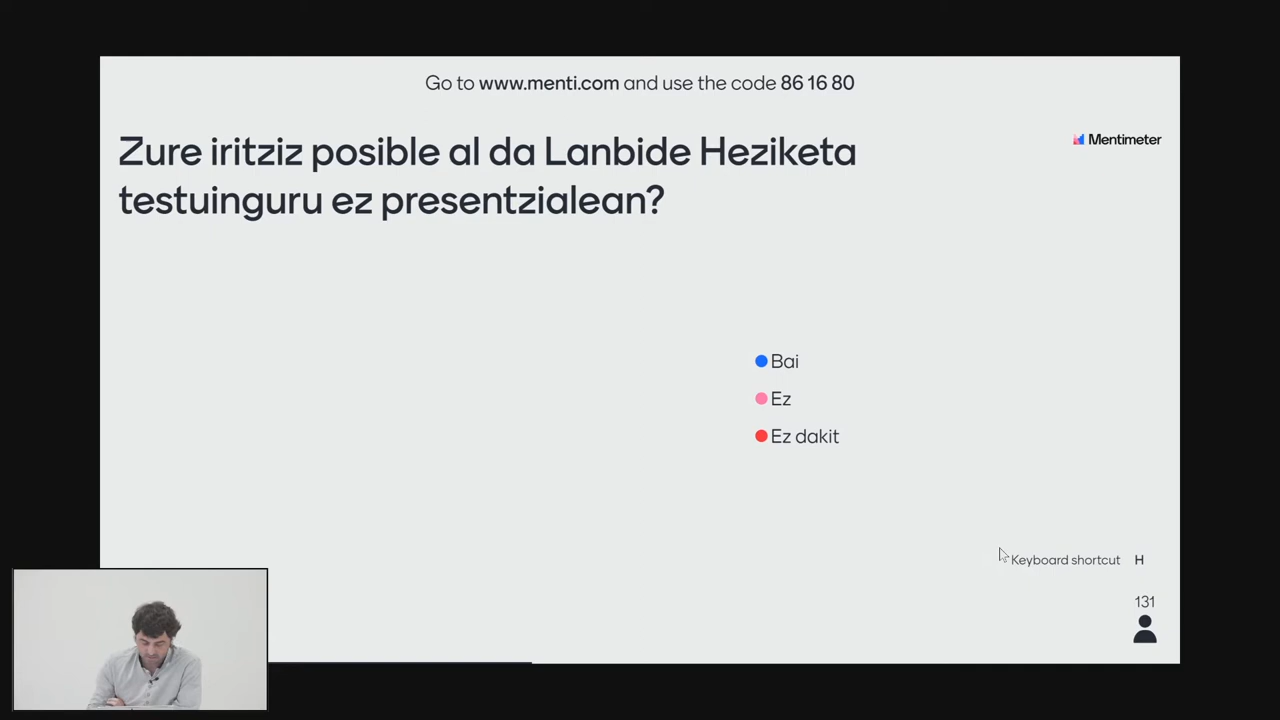 Go to www.menti.com and use the code 86 16 80
Mentimeter
Zure iritziz posible al da Lanbide Heziketa
testuinguru ez presentzialean?
Bai
Ez
Ez dakit
Keyboard shortcut H
131